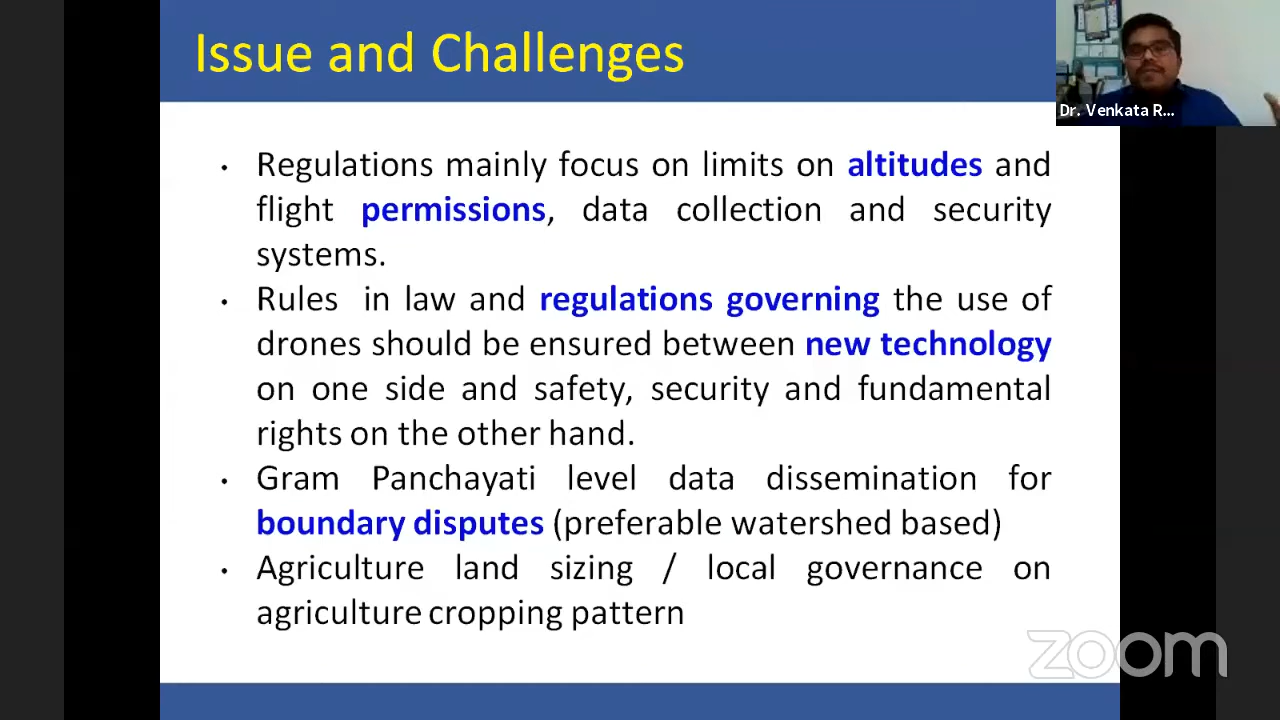 Issue and Challenges
Dr. Venkata R...
• Regulations mainly focus on limits on altitudes and
flight permissions, data collection and security
systems.
• Rules in law and regulations governing the use of
drones should be ensured between new technology
on one side and safety, security and fundamental
rights on the other hand.
• Gram Panchayati level data dissemination for
boundary disputes (preferable watershed based)
• Agriculture land sizing / local governance on
agriculture cropping pattern
zoom